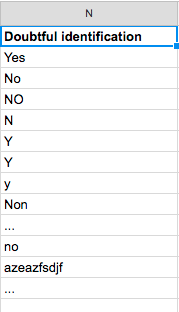 N
Doubtful identification
Yes
No
NO
N
Y
Y
y
Non
...
no
azeazfsdjf
...